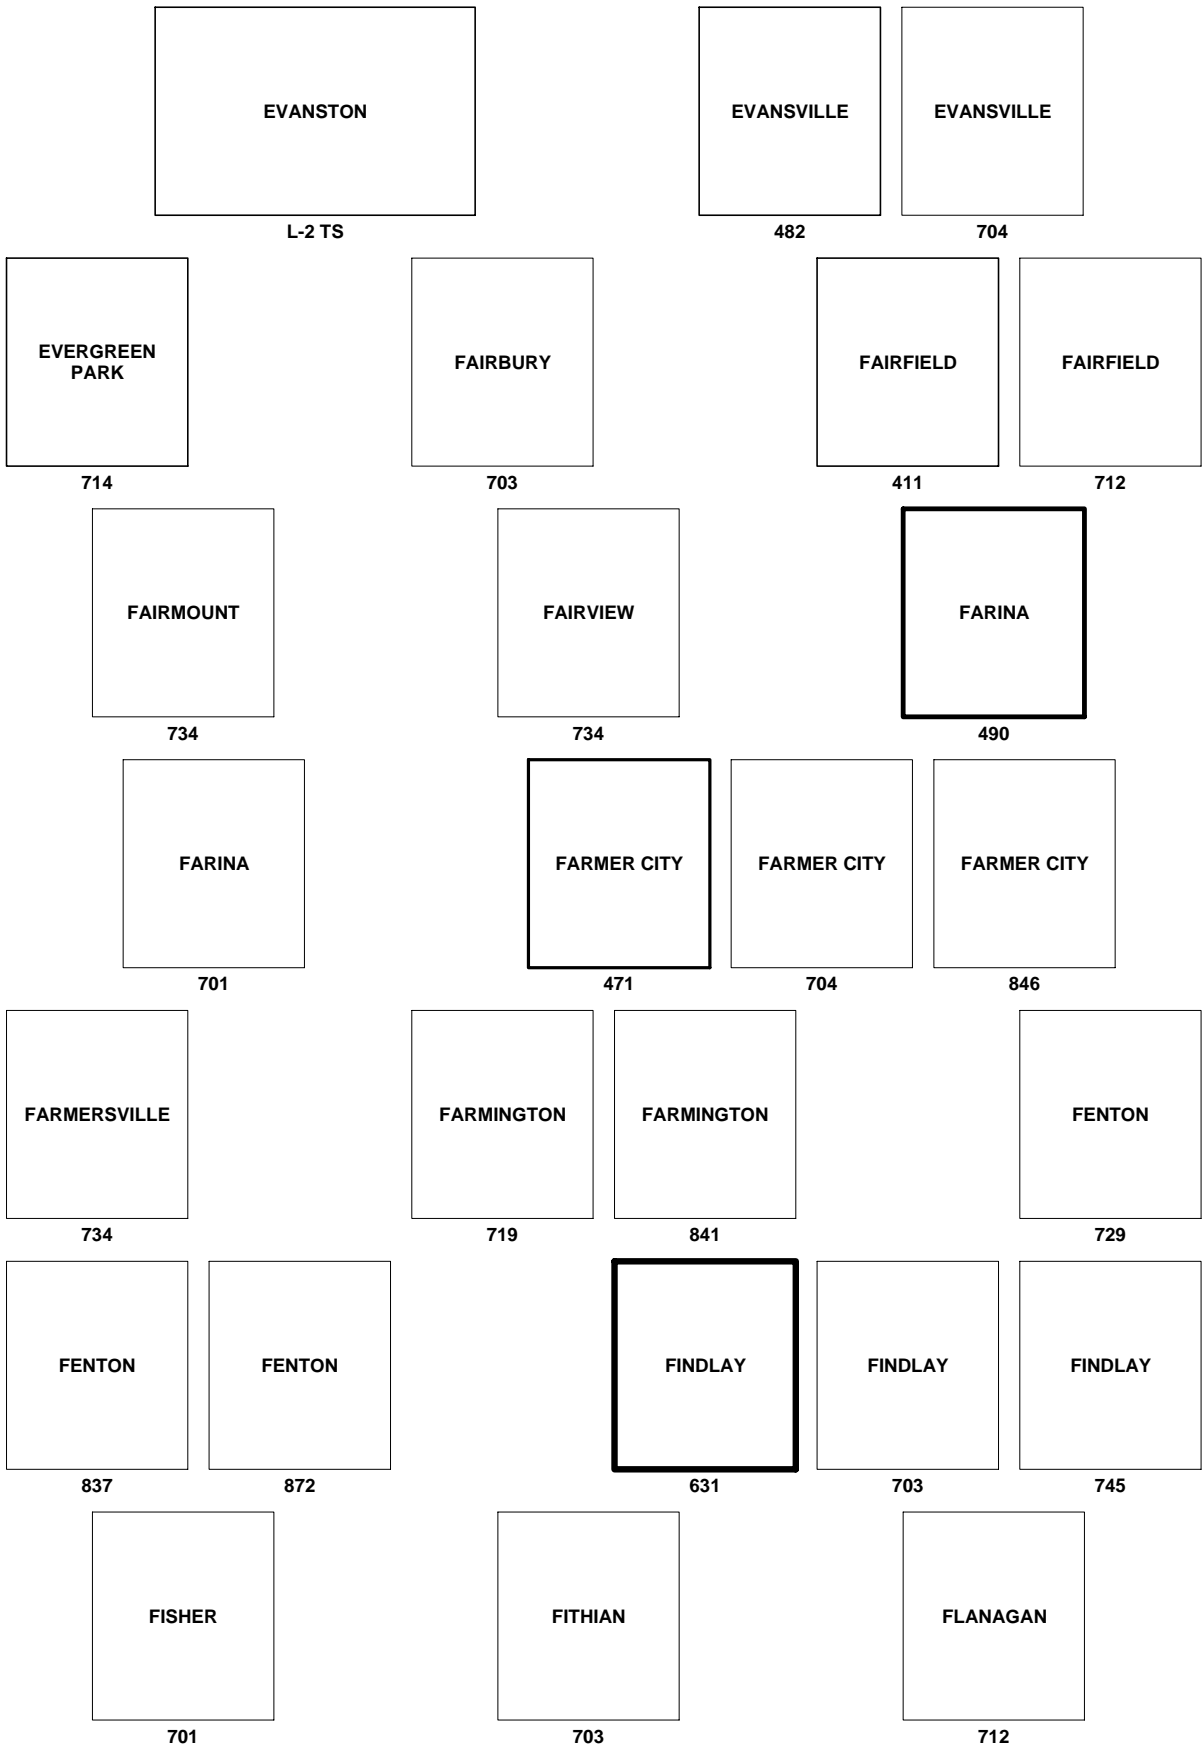 EVANSTON
L-2 TS
EVANSVILLE
482
EVANSVILLE
704
EVERGREEN
PARK
714
FAIRBURY
703
FAIRFIELD
411
FAIRFIELD
712
FAIRMOUNT
734
FAIRVIEW
734
FARINA
490
FARINA
701
FARMER CITY
471
FARMER CITY
704
FARMER CITY
846
FARMERSVILLE
734
FARMINGTON
719
FARMINGTON
841
FENTON
729
FENTON
837
FENTON
872
FINDLAY
631
FINDLAY
703
FINDLAY
745
FISHER
701
FITHIAN
703
FLANAGAN
712